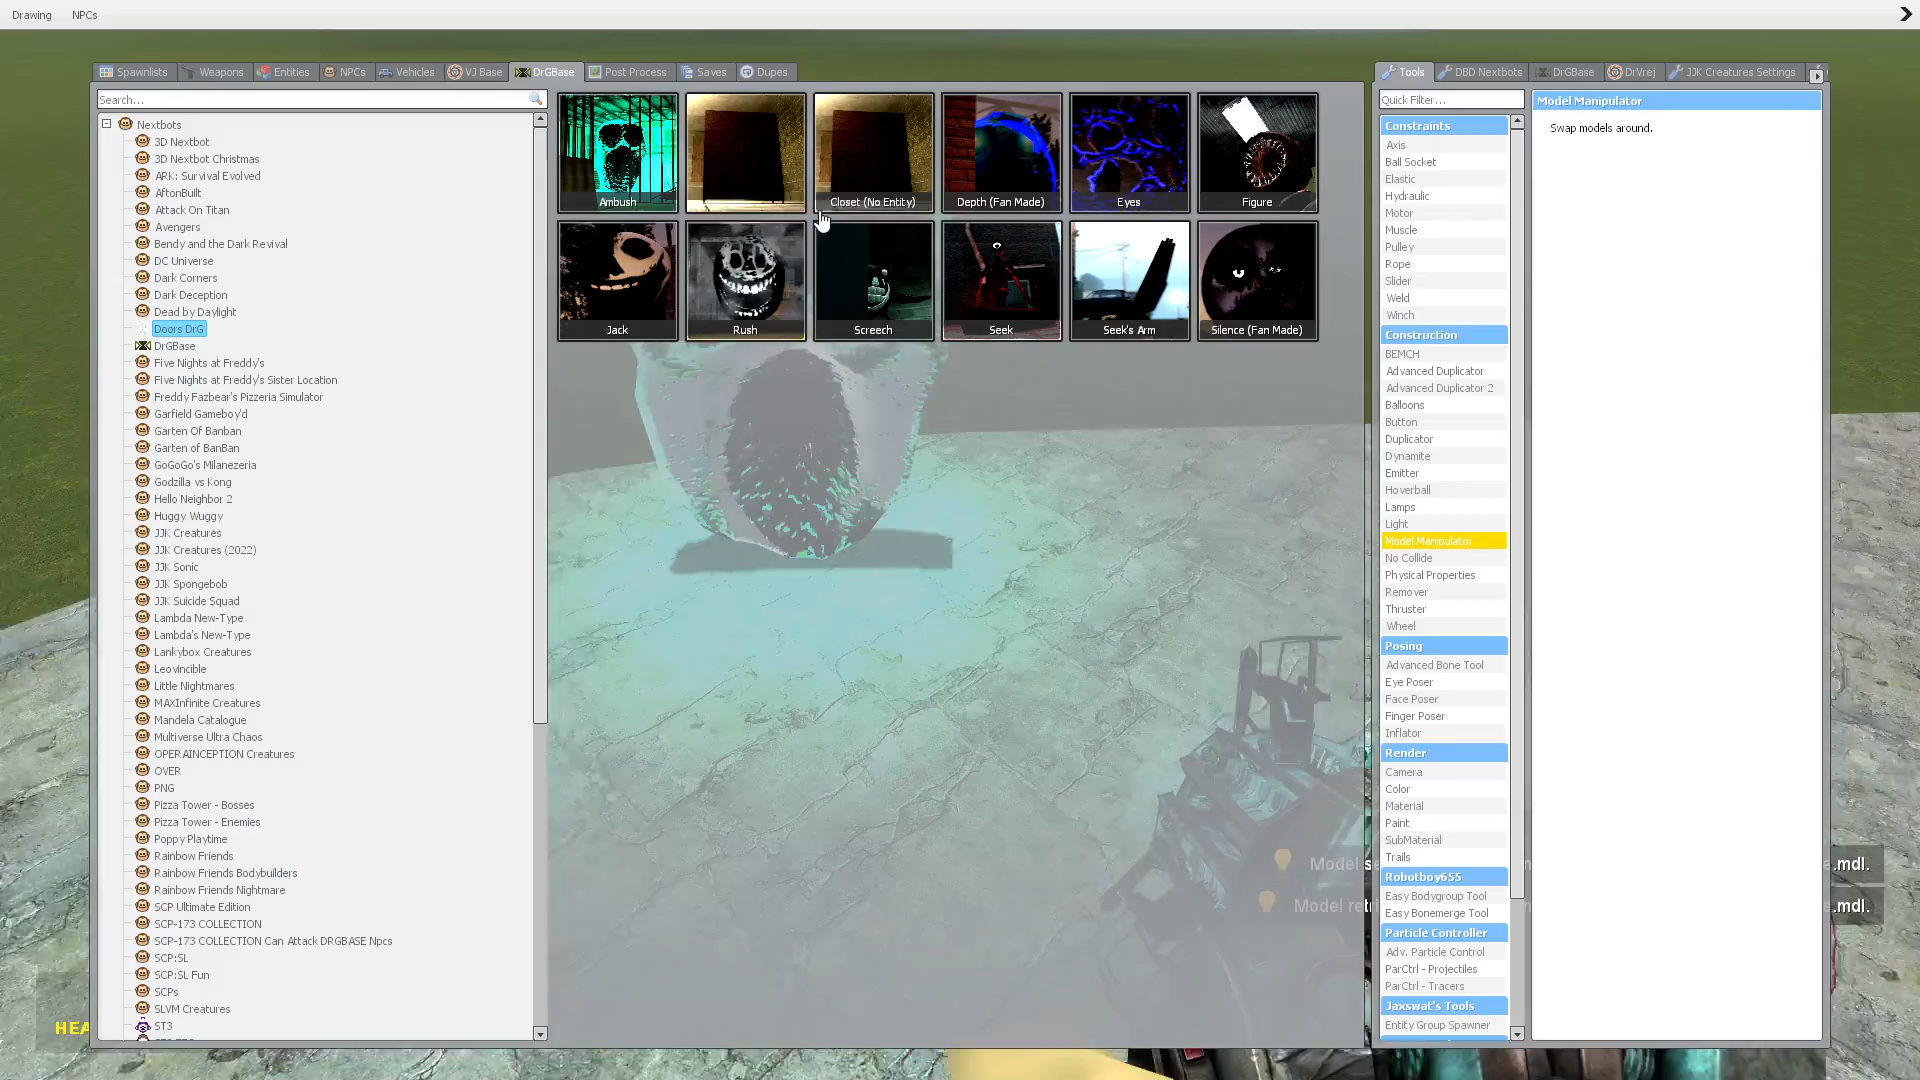 Drawing NPCs
Spawnlists Weapons Entities NPCs Vehicles VJ Base DrGBase Post Process Saves Dupes
Tools DBD Nextbots DrGBase DrVrej JJK Creatures Settings
Search...
Nextbots
3D Nextbot
3D Nextbot Christmas
ARK: Survival Evolved
AftonBuilt
Attack On Titan
Avengers
Bendy and the Dark Revival
DC Universe
Dark Corners
Dark Deception
Dead by Daylight
Doors DrG
DrGBase
Five Nights at Freddy's
Five Nights at Freddy's Sister Location
Freddy Fazbear's Pizzeria Simulator
Garfield Gameboy'd
Garten Of Banban
Garten of BanBan
GoGoGo's Milanezeria
Godzilla vs Kong
Hello Neighbor 2
Huggy Wuggy
JJK Creatures
JJK Creatures (2022)
JJK Sonic
JJK Spongebob
JJK Suicide Squad
Lambda New-Type
Lambda's New-Type
Lankybox Creatures
Leovincible
Little Nightmares
MAXInfinite Creatures
Mandela Catalogue
Multiverse Ultra Chaos
OPERAINCEPTION Creatures
OVER
PNG
Pizza Tower - Bosses
Pizza Tower - Enemies
Poppy Playtime
Rainbow Friends
Rainbow Friends Bodybuilders
Rainbow Friends Nightmare
SCP Ultimate Edition
SCP-173 COLLECTION
SCP-173 COLLECTION Can Attack DRGBASE Npcs
SCP:SL
SCP:SL Fun
SCPs
SLVM Creatures
ST3
Ambush
Closet (No Entity)
Depth (Fan Made)
Eyes
Figure
Jack
Rush
Screech
Seek
Seek's Arm
Silence (Fan Made)
Quick Filter...
Constraints
Axis
Ball Socket
Elastic
Hydraulic
Motor
Muscle
Pulley
Rope
Slider
Weld
Winch
Construction
BEMCH
Advanced Duplicator
Advanced Duplicator 2
Balloons
Button
Duplicator
Dynamite
Emitter
Hoverball
Lamps
Light
Model Manipulator
No Collide
Physical Properties
Remover
Thruster
Wheel
Posing
Advanced Bone Tool
Eye Poser
Face Poser
Finger Poser
Inflator
Render
Camera
Color
Material
Paint
SubMaterial
Trails
Robotboy655
Easy Bodygroup Tool
Easy Bonemerge Tool
Particle Controller
Adv. Particle Control
ParCtrl - Projectiles
ParCtrl - Tracers
Jaxswat's Tools
Entity Group Spawner
Model Manipulator
Swap models around.
Model se .mdl.
Model retri .mdl.
HEA